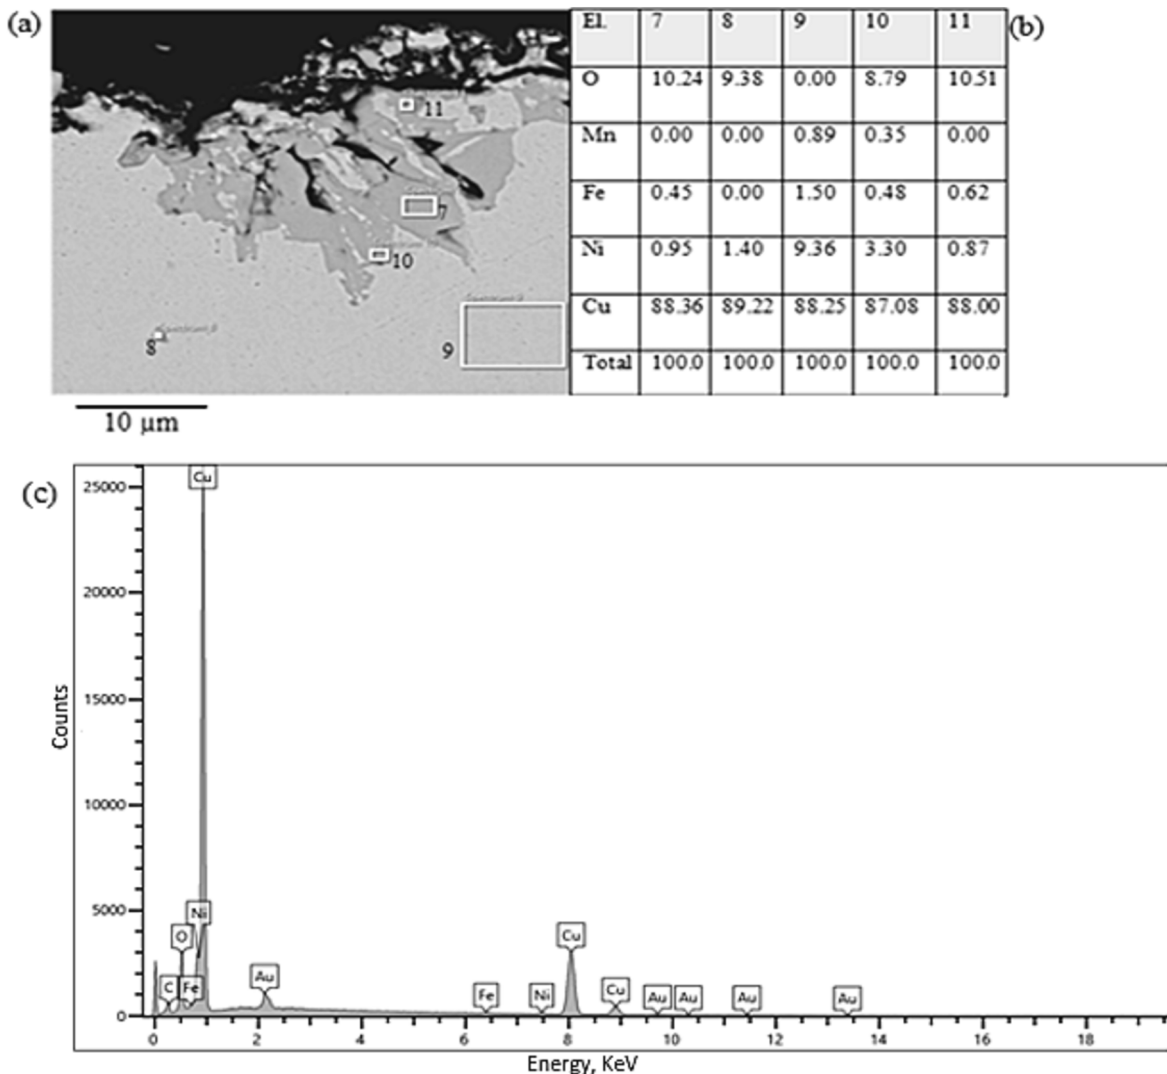 (a)
11
7
10
8
9
10 µm
El. 7 8 9 10 11
O 10.24 9.38 0.00 8.79 10.51
Mn 0.00 0.00 0.89 0.35 0.00
Fe 0.45 0.00 1.50 0.48 0.62
Ni 0.95 1.40 9.36 3.30 0.87
Cu 88.36 89.22 88.25 87.08 88.00
Total 100.0 100.0 100.0 100.0 100.0
(b)
(c)
Counts
25000
20000
15000
10000
5000
0
Cu
Ni
O
C
Fe
Au
Fe
Ni
Cu
Cu
Au
Au
Au
Au
0 2 4 6 8 10 12 14 16 18
Energy, KeV